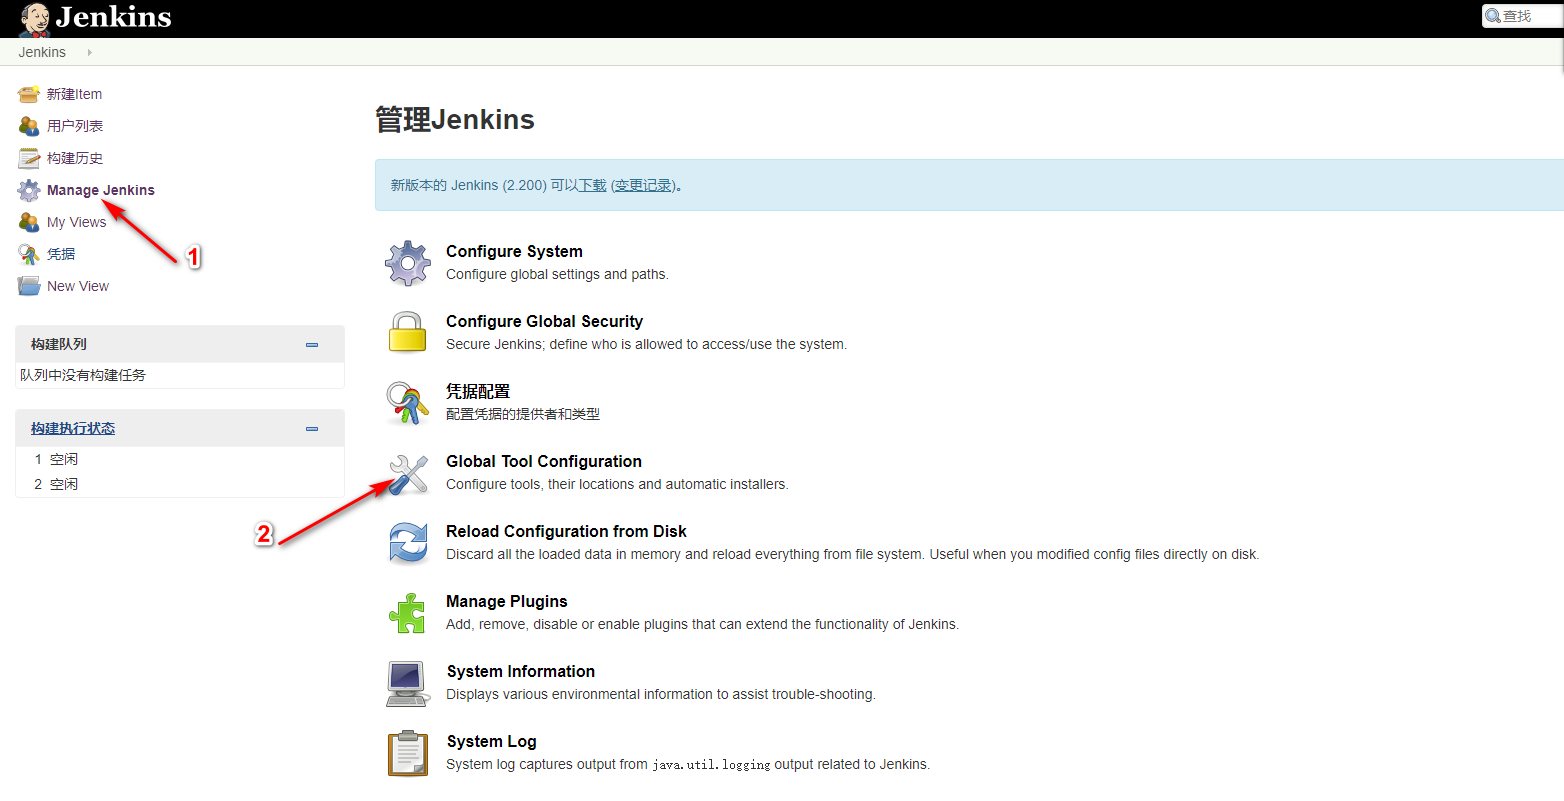 Jenkins
查找
Jenkins
新建Item
用户列表
构建历史
Manage Jenkins
My Views
凭据
New View
1
构建队列
队列中没有构建任务
构建执行状态
1 空闲
2 空闲
管理Jenkins
新版本的 Jenkins (2.200) 可以下载 (变更记录)。
Configure System
Configure global settings and paths.
Configure Global Security
Secure Jenkins; define who is allowed to access/use the system.
凭据配置
配置凭据的提供者和类型
Global Tool Configuration
Configure tools, their locations and automatic installers.
2
Reload Configuration from Disk
Discard all the loaded data in memory and reload everything from file system. Useful when you modified config files directly on disk.
Manage Plugins
Add, remove, disable or enable plugins that can extend the functionality of Jenkins.
System Information
Displays various environmental information to assist trouble-shooting.
System Log
System log captures output from java.util.logging output related to Jenkins.